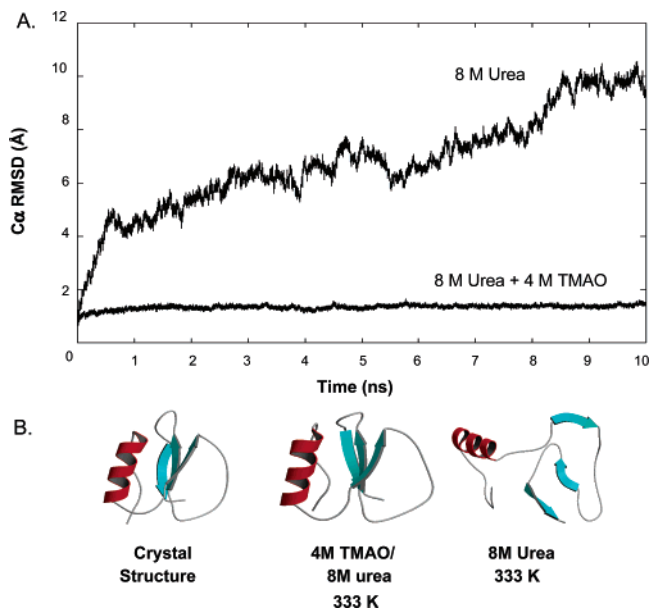 A.
12
10
8
6
4
2
0
Cα RMSD (Å)
8 M Urea
8 M Urea + 4 M TMAO
0 1 2 3 4 5 6 7 8 9 10
Time (ns)
B.
Crystal
Structure
4M TMAO/
8M urea
333 K
8M Urea
333 K